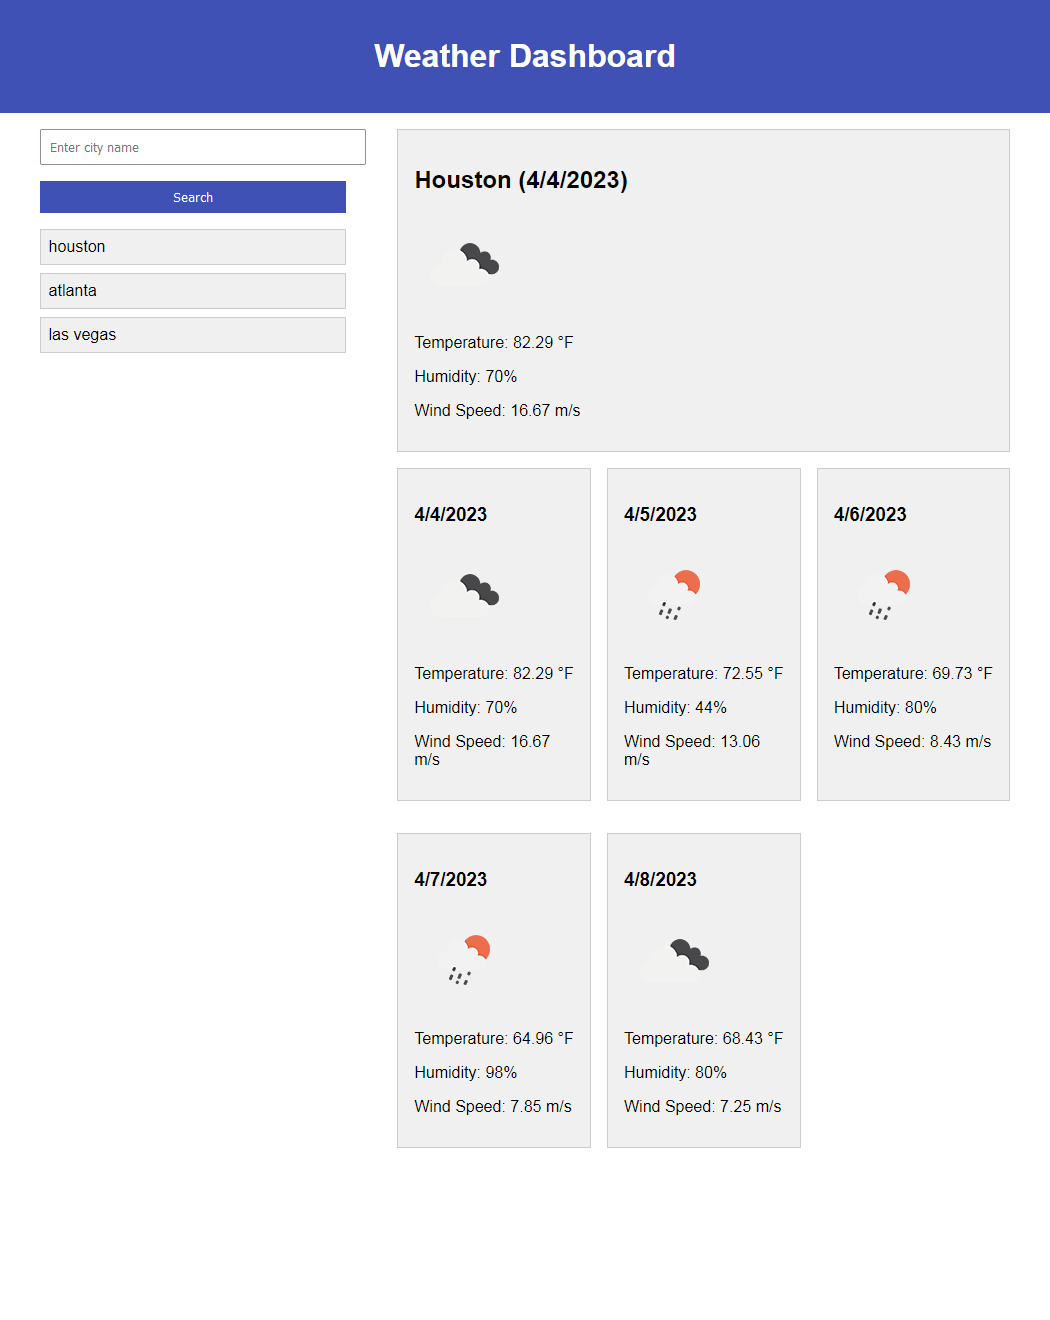 Weather Dashboard
Enter city name
Search
houston
atlanta
las vegas
Houston (4/4/2023)
Temperature: 82.29 °F
Humidity: 70%
Wind Speed: 16.67 m/s
4/4/2023
Temperature: 82.29 °F
Humidity: 70%
Wind Speed: 16.67
m/s
4/5/2023
Temperature: 72.55 °F
Humidity: 44%
Wind Speed: 13.06
m/s
4/6/2023
Temperature: 69.73 °F
Humidity: 80%
Wind Speed: 8.43 m/s
4/7/2023
Temperature: 64.96 °F
Humidity: 98%
Wind Speed: 7.85 m/s
4/8/2023
Temperature: 68.43 °F
Humidity: 80%
Wind Speed: 7.25 m/s